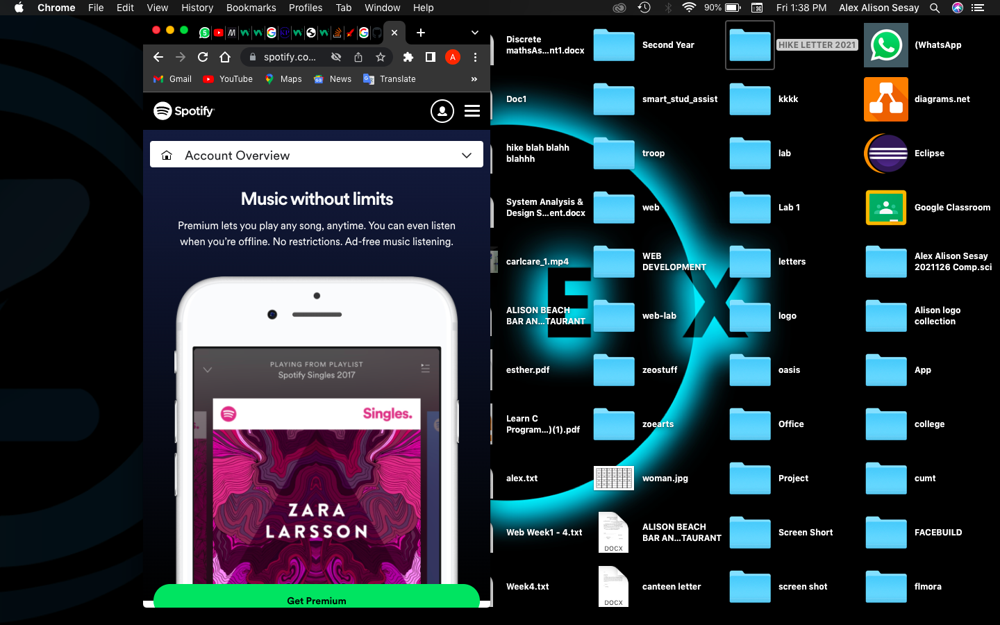 Chrome File Edit View History Bookmarks Profiles Tab Window Help
90% Fri 1:38 PM Alex Alison Sesay
spotify.co...
A
Gmail YouTube Maps News Translate »
Spotify
Account Overview
Music without limits
Premium lets you play any song, anytime. You can even listen
when you're offline. No restrictions. Ad-free music listening.
PLAYING FROM PLAYLIST
Spotify Singles 2017
Singles.
ZARA
LARSSON
Get Premium
Discrete
mathsAs...nt1.docx
Doc1
hike blah blahh
blahhh
System Analysis &
Design S...ent.docx
carlcare_1.mp4
ALISON BEACH
BAR AN...TAURANT
esther.pdf
Learn C
Program...)(1).pdf
alex.txt
Web Week1 - 4.txt
Week4.txt
E X
Second Year
smart_stud_assist
troop
web
WEB
DEVELOPMENT
web-lab
zeostuff
zoearts
woman.jpg
DOCX
ALISON BEACH
BAR AN...TAURANT
DOCX
canteen letter
HIKE LETTER 2021
kkkk
lab
Lab 1
letters
logo
oasis
Office
Project
Screen Short
screen shot
(WhatsApp
diagrams.net
Eclipse
Google Classroom
Alex Alison Sesay
2021126 Comp.sci
Alison logo
collection
App
college
cumt
FACEBUILD
flmora